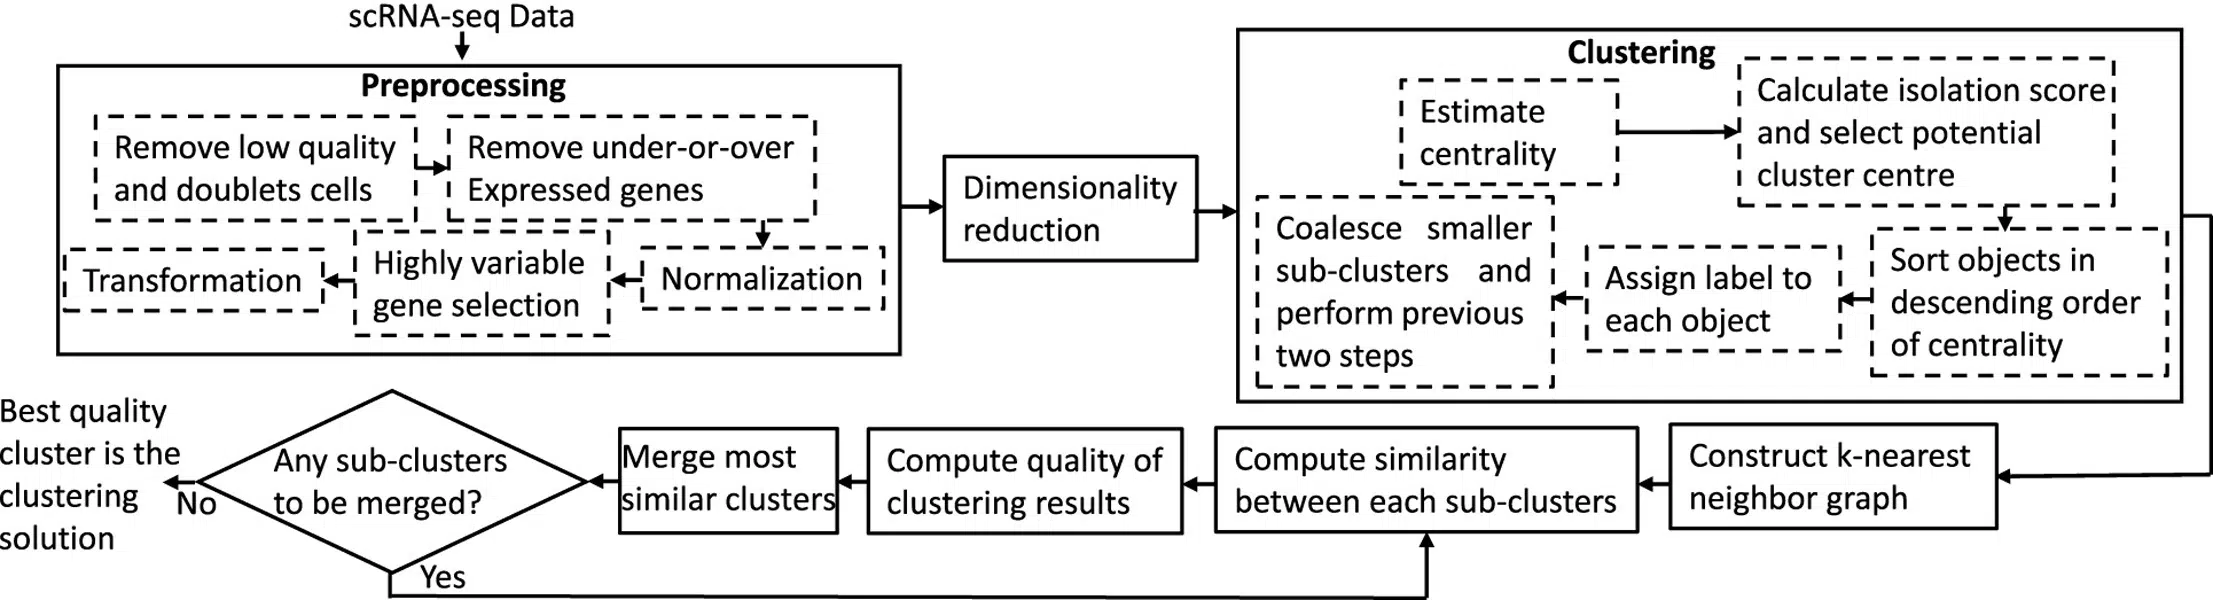 scRNA-seq Data
Preprocessing
Remove low quality
and doublets cells
Remove under-or-over
Expressed genes
Normalization
Highly variable
gene selection
Transformation
Dimensionality
reduction
Clustering
Estimate
centrality
Calculate isolation score
and select potential
cluster centre
Sort objects in
descending order
of centrality
Assign label to
each object
Coalesce smaller
sub-clusters and
perform previous
two steps
Construct k-nearest
neighbor graph
Compute similarity
between each sub-clusters
Compute quality of
clustering results
Merge most
similar clusters
Any sub-clusters
to be merged?
Yes
No
Best quality
cluster is the
clustering
solution